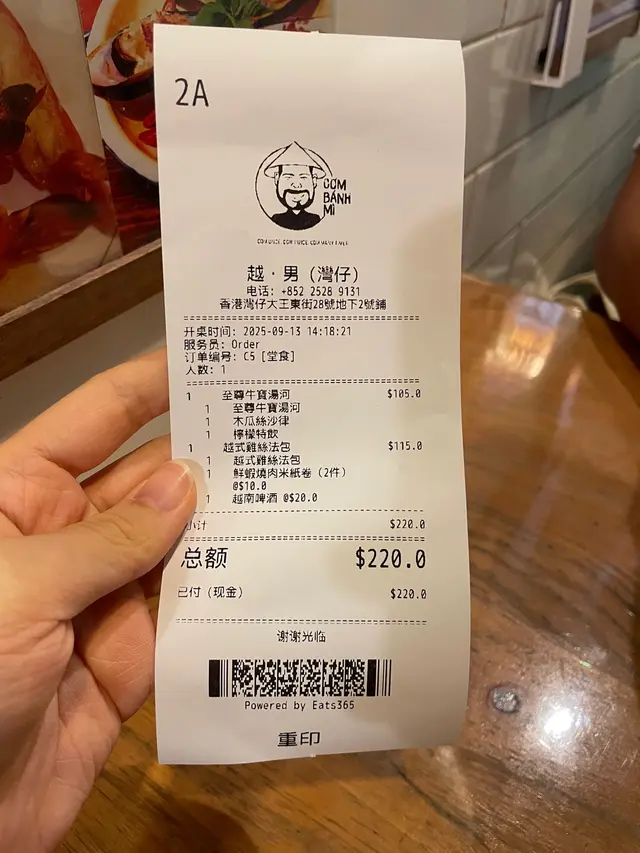 2A
CƠM
BÁNH
MÌ
越·男 (灣仔)
电话: +852 2528 9131
香港灣仔大王東街28號地下2號鋪
开桌时间: 2025-09-13 14:18:21
服务员: Order
订单编号: C5 [堂食]
人数: 1
1 至尊牛寶湯河 $105.0
1 至尊牛寶湯河
1 木瓜絲沙律
1 檸檬特飲
1 越式雞絲法包 $115.0
1 越式雞絲法包
1 鮮蝦燒肉米紙卷 (2件)
@$10.0
1 越南啤酒 @$20.0
小计 $220.0
总额 $220.0
已付 (现金) $220.0
谢谢光临
Powered by Eats365
重印